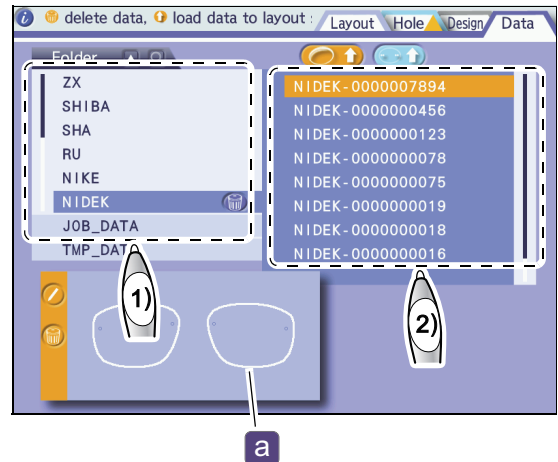 i delete data, load data to layout :
Layout Hole Design Data
Folder
ZX
SHIBA
SHA
RU
NIKE
NIDEK
JOB_DATA
TMP_DAT
NIDEK-0000007894
NIDEK-0000000456
NIDEK-0000000123
NIDEK-0000000078
NIDEK-0000000075
NIDEK-0000000019
NIDEK-0000000018
NIDEK-0000000016
1)
2)
a